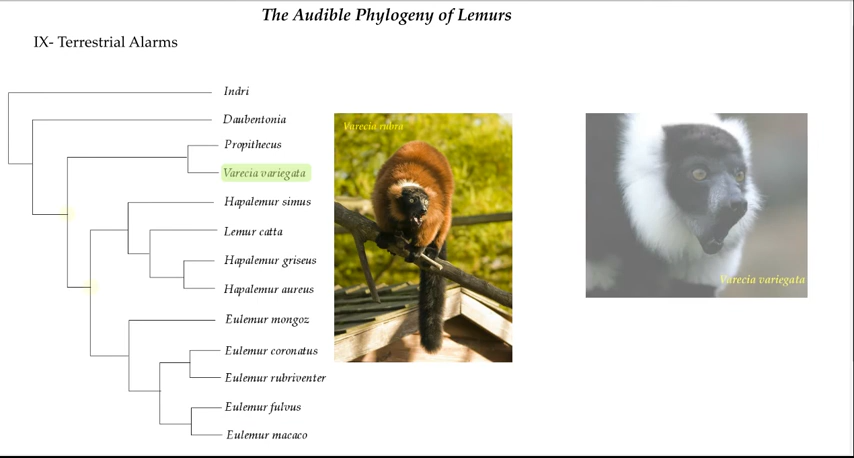 The Audible Phylogeny of Lemurs
IX- Terrestrial Alarms
Indri
Daubentonia
Propithecus
Varecia variegata
Hapalemur simus
Lemur catta
Hapalemur griseus
Hapalemur aureus
Eulemur mongoz
Eulemur coronatus
Eulemur rubriventer
Eulemur fulvus
Eulemur macaco
Varecia rubra
Varecia variegata